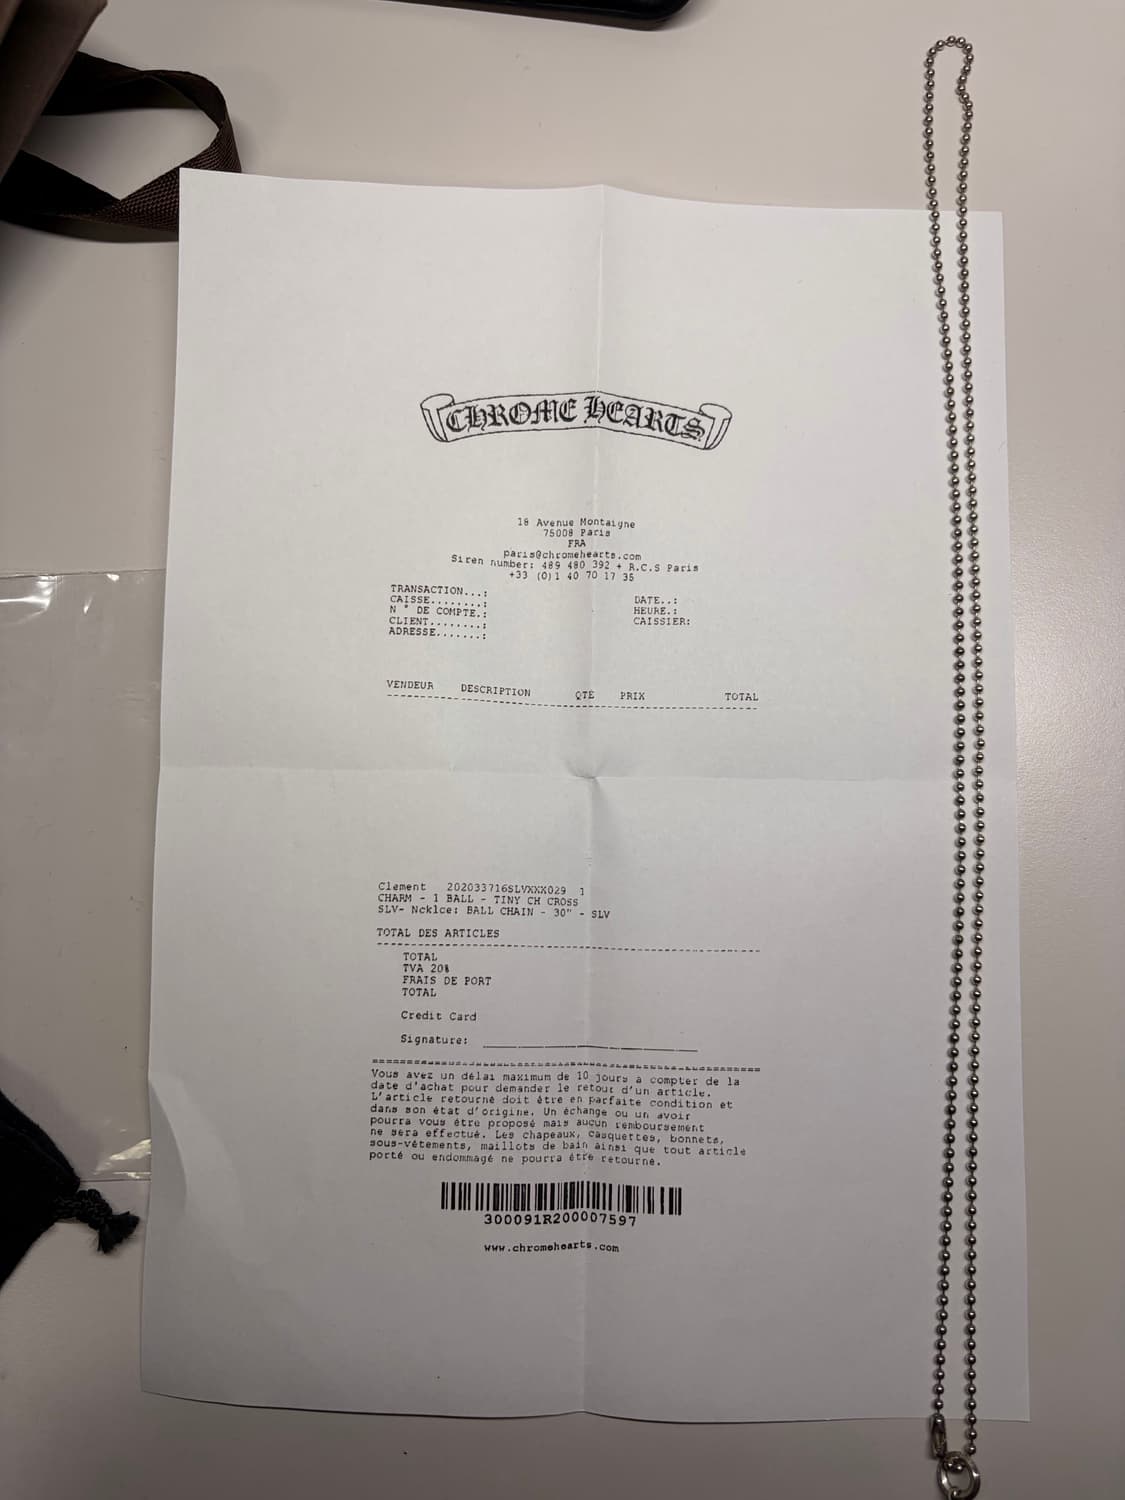 CHROME HEARTS
18 Avenue Montaigne
75008 Paris
FRA
paris@chromehearts.com
Siren number: 489 480 392 + R.C.S Paris
+33 (0)1 40 70 17 35
TRANSACTION...:
CAISSE........: DATE..:
N ° DE COMPTE.: HEURE.:
CLIENT........: CAISSIER:
ADRESSE.......:
VENDEUR DESCRIPTION QTÉ PRIX TOTAL
Clement 202033716SLVXXX029 1
CHARM - 1 BALL - TINY CH CROSS
SLV- Ncklce: BALL CHAIN - 30" - SLV
TOTAL DES ARTICLES
TOTAL
TVA 20%
FRAIS DE PORT
TOTAL
Credit Card
Signature:
Vous avez un délai maximum de 10 jours a compter de la
date d'achat pour demander le retour d'un article.
L'article retourné doit être en parfaite condition et
dans son état d'origine. Un échange ou un avoir
pourra vous être proposé mais aucun remboursement
ne sera effectué. Les chapeaux, casquettes, bonnets,
sous-vêtements, maillots de bain ainsi que tout article
porté ou endommagé ne pourra être retourné.
300091R200007597
www.chromehearts.com